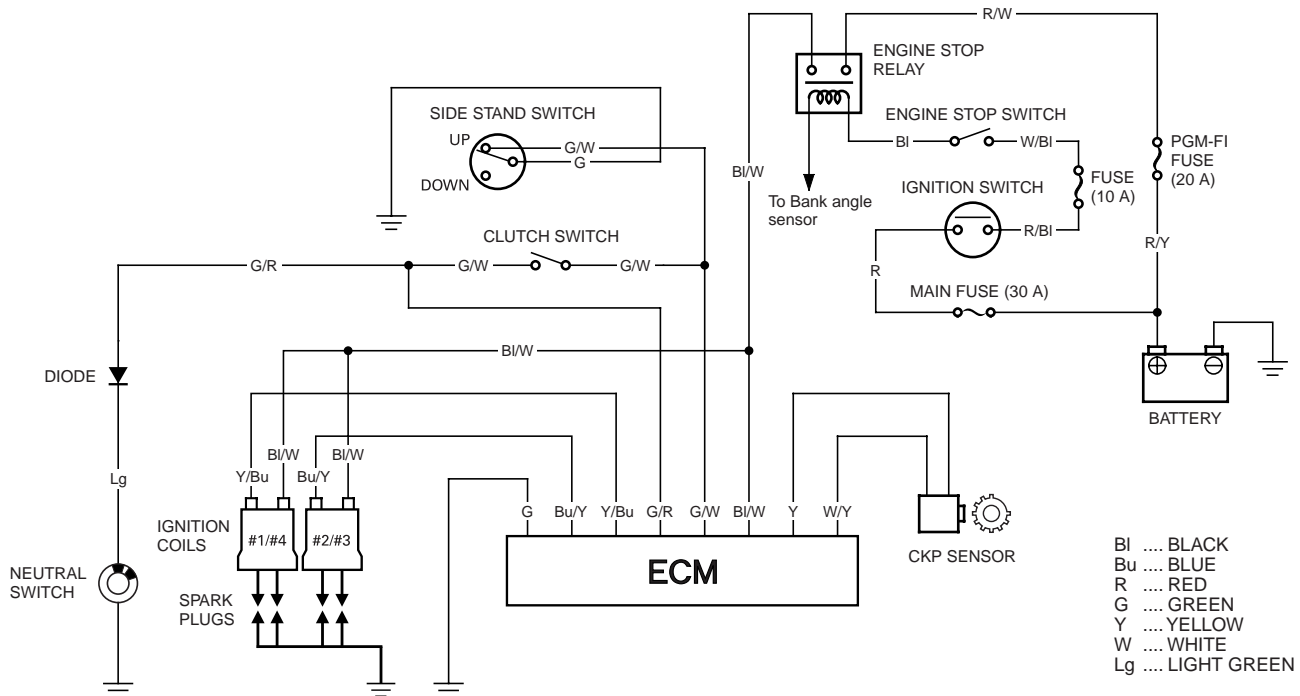 R/W
ENGINE STOP
RELAY
SIDE STAND SWITCH
UP
DOWN
G/W
G
Bl/W
ENGINE STOP SWITCH
Bl
W/Bl
PGM-FI
FUSE
(20 A)
FUSE
(10 A)
To Bank angle
sensor
IGNITION SWITCH
R/Bl
R
R/Y
MAIN FUSE (30 A)
CLUTCH SWITCH
G/R
G/W
G/W
Bl/W
DIODE
BATTERY
Lg
Y/Bu
Bl/W
Bu/Y
Bl/W
IGNITION
COILS
#1/#4
#2/#3
G
Bu/Y
Y/Bu
G/R
G/W
Bl/W
Y
W/Y
ECM
CKP SENSOR
NEUTRAL
SWITCH
SPARK
PLUGS
Bl .... BLACK
Bu .... BLUE
R .... RED
G .... GREEN
Y .... YELLOW
W .... WHITE
Lg .... LIGHT GREEN